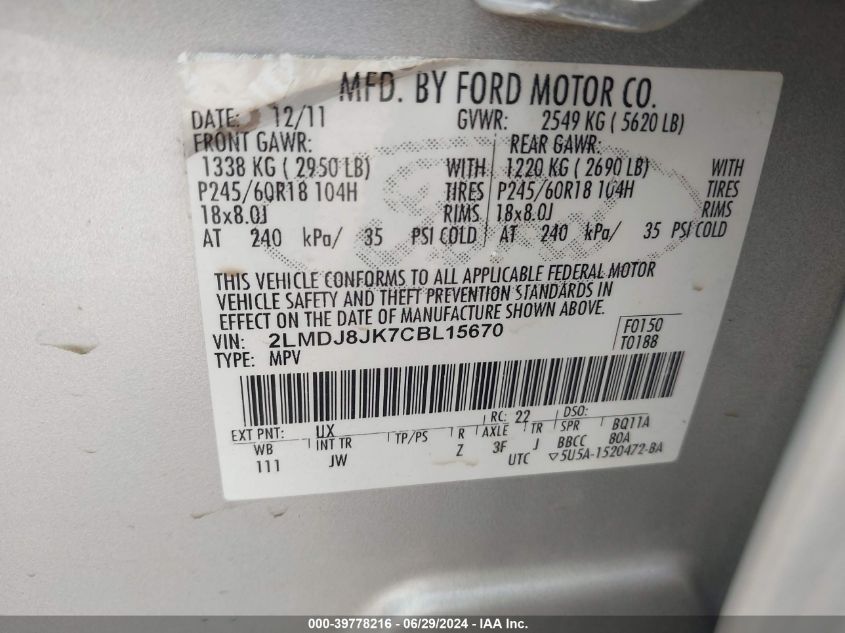 MFD. BY FORD MOTOR CO.
DATE: 12/11 GVWR: 2549 KG ( 5620 LB)
FRONT GAWR: REAR GAWR:
1338 KG ( 2950 LB) WITH 1220 KG ( 2690 LB) WITH
P245/60R18 104H TIRES P245/60R18 104H TIRES
18x8.0J RIMS 18x8.0J RIMS
AT 240 kPa/ 35 PSI COLD AT 240 kPa/ 35 PSI COLD
Ford
THIS VEHICLE CONFORMS TO ALL APPLICABLE FEDERAL MOTOR
VEHICLE SAFETY AND THEFT PREVENTION STANDARDS IN
EFFECT ON THE DATE OF MANUFACTURE SHOWN ABOVE.
VIN: 2LMDJ8JK7CBL15670 F0150
TYPE: MPV T0188
EXT PNT: UX RC: 22 DSO:
WB INT TR TP/PS R AXLE TR SPR BQ11A
111 JW Z 3F J BBCC 80A
UTC ▽5U5A-1520472-BA
000-39778216 - 06/29/2024 - IAA Inc.